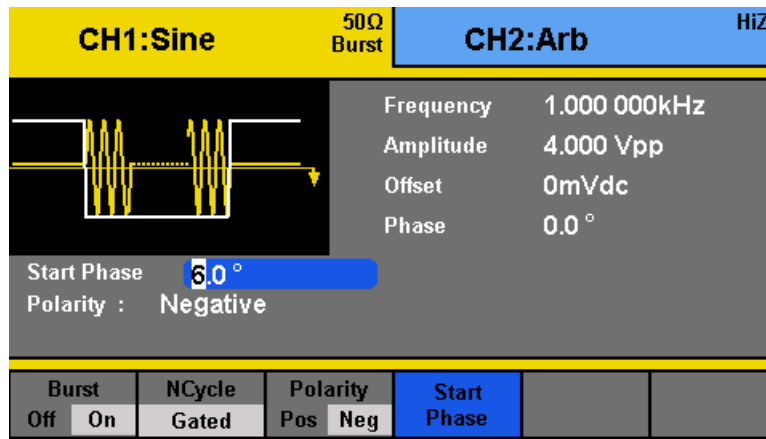 CH1:Sine
50Ω
Burst
CH2:Arb
HiZ
Frequency 1.000 000kHz
Amplitude 4.000 Vpp
Offset 0mVdc
Phase 0.0 °
Start Phase 6.0 °
Polarity : Negative
Burst
Off On
NCycle
Gated
Polarity
Pos Neg
Start
Phase